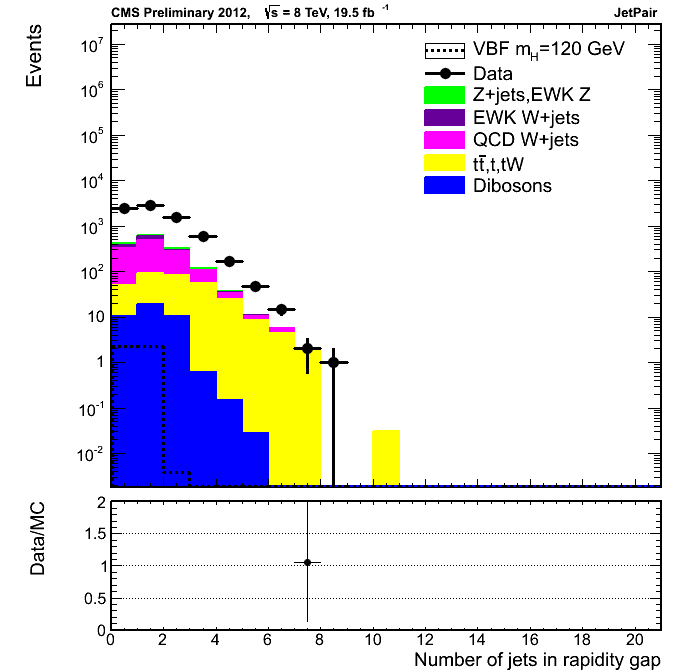 CMS Preliminary 2012, √s = 8 TeV, 19.5 fb⁻¹ JetPair
Events
10⁷
10⁶
10⁵
10⁴
10³
10²
10
1
10⁻¹
10⁻²
VBF m_H=120 GeV
Data
Z+jets,EWK Z
EWK W+jets
QCD W+jets
tt̄,t,tW
Dibosons
Data/MC
2
1.5
1
0.5
0
0 2 4 6 8 10 12 14 16 18 20
Number of jets in rapidity gap